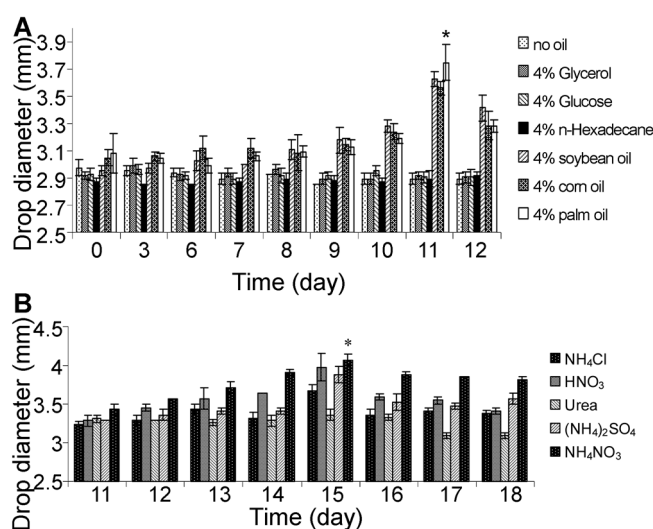 A
Drop diameter (mm)
3.9
3.7
3.5
3.3
3.1
2.9
2.7
2.5
*
0 3 6 7 8 9 10 11 12
Time (day)
no oil
4% Glycerol
4% Glucose
4% n-Hexadecane
4% soybean oil
4% corn oil
4% palm oil
B
Drop diameter (mm)
4.5
4
3.5
3
2.5
*
11 12 13 14 15 16 17 18
Time (day)
NH₄Cl
HNO₃
Urea
(NH₄)₂SO₄
NH₄NO₃